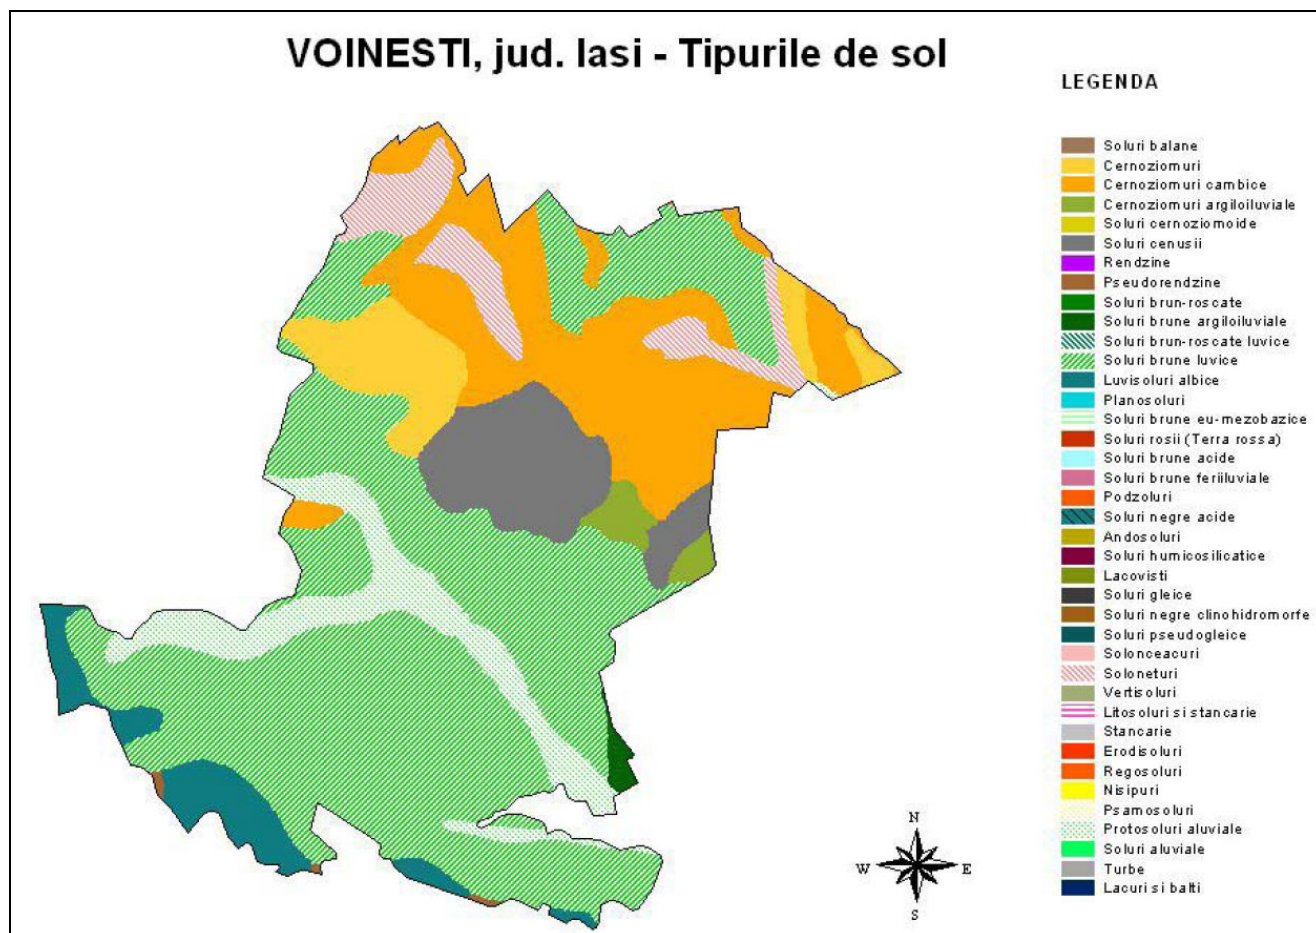 VOINESTI, jud. Iasi - Tipurile de sol
LEGENDA
Soluri balane
Cernoziomuri
Cernoziomuri cambice
Cernoziomuri argiloiluviale
Soluri cernoziomoide
Soluri cenusii
Rendzine
Pseudorendzine
Soluri brun-roscate
Soluri brune argiloiluviale
Soluri brun-roscate luvice
Soluri brune luvice
Luvisoluri albice
Planosoluri
Soluri brune eu-mezobazice
Soluri rosii (Terra rossa)
Soluri brune acide
Soluri brune feriiluviale
Podzoluri
Soluri negre acide
Andosoluri
Soluri humicosilicatice
Lacovisti
Soluri gleice
Soluri negre clinohidromorfe
Soluri pseudogleice
Solonceacuri
Soloneturi
Vertisoluri
Litosoluri si stancarie
Stancarie
Erodisoluri
Regosoluri
Nisipuri
Psamosoluri
Protosoluri aluviale
Soluri aluviale
Turbe
Lacuri si balti
N
W E
S